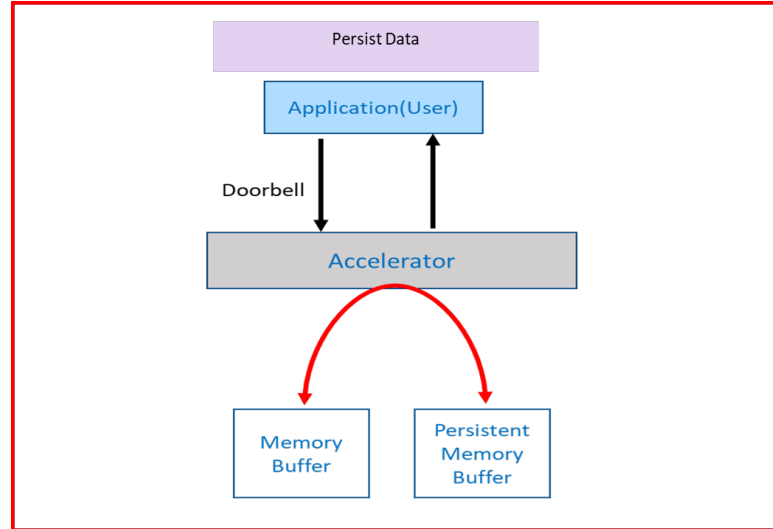 Persist Data
Application(User)
Doorbell
Accelerator
Memory
Buffer
Persistent
Memory
Buffer